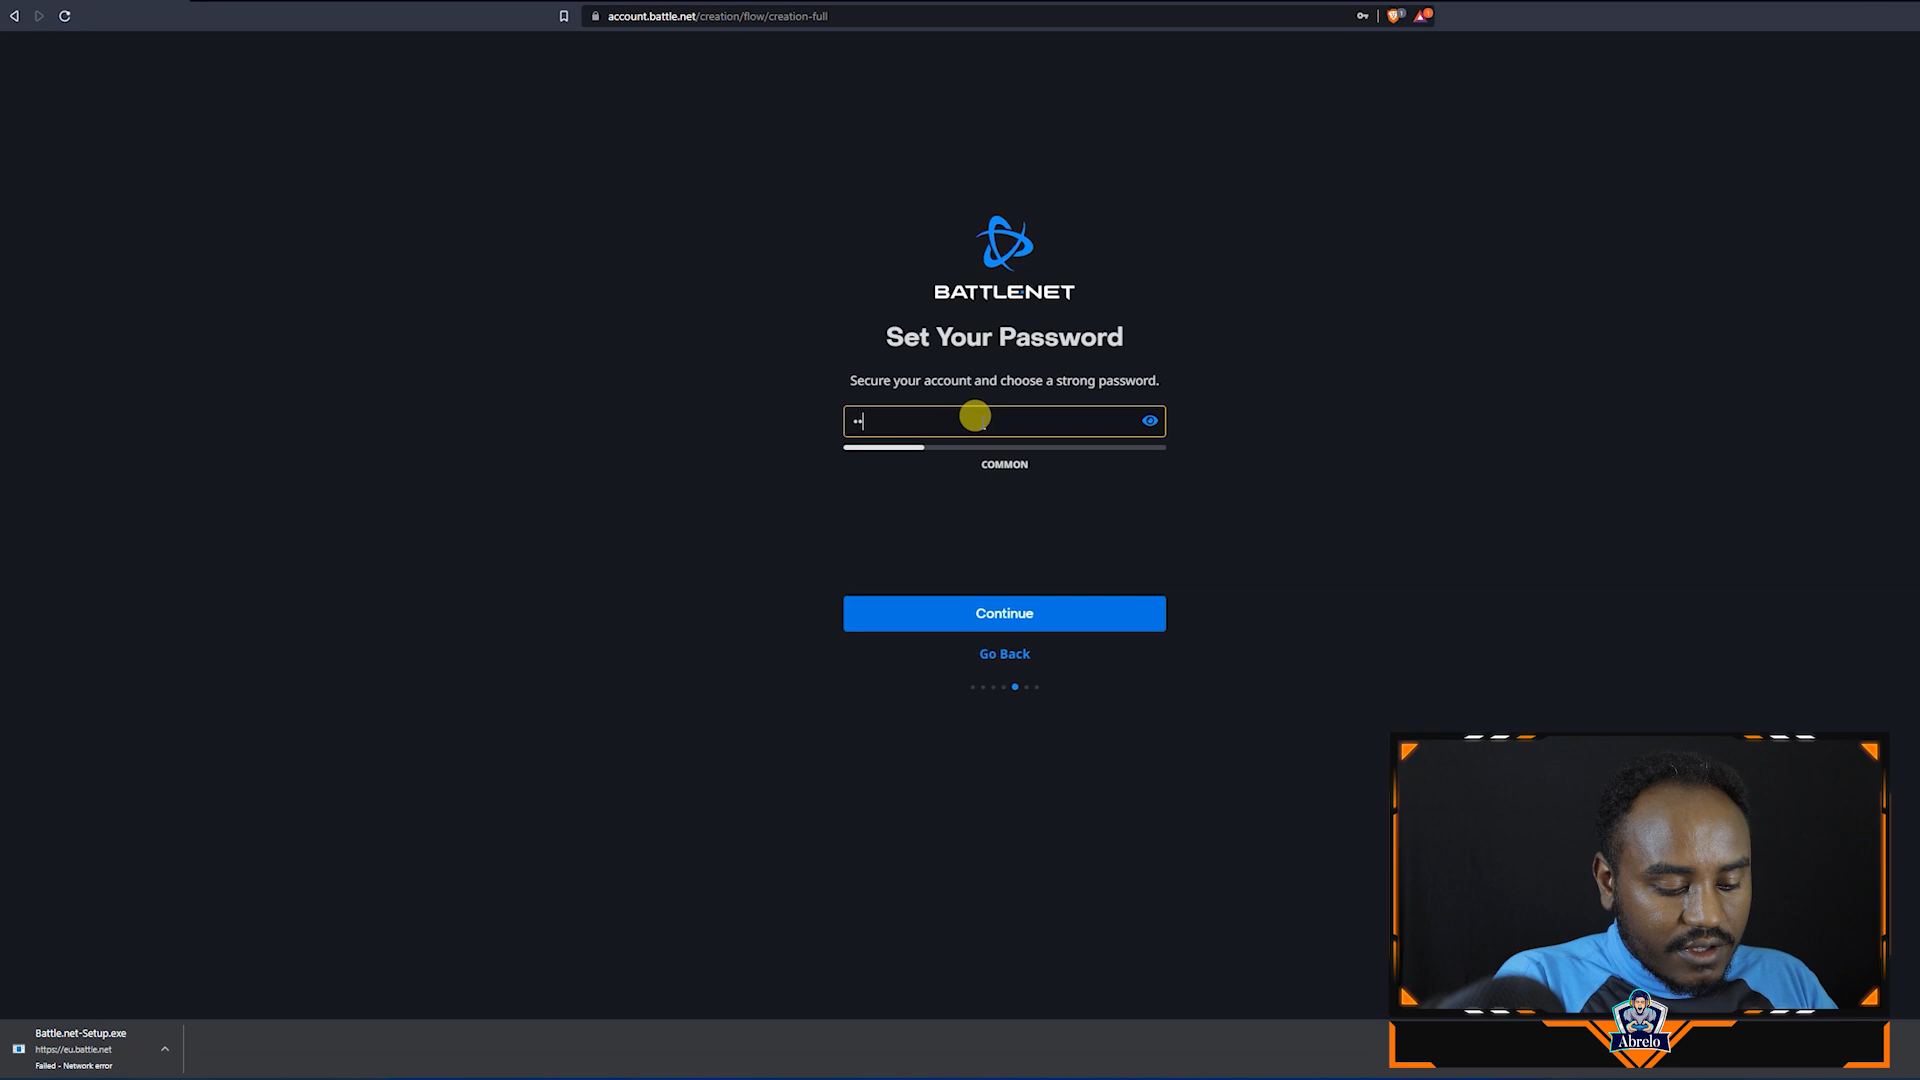 account.battle.net/creation/flow/creation-full
BATTLENET
Set Your Password
Secure your account and choose a strong password.
COMMON
Continue
Go Back
Battle.net-Setup.exe
https://eu.battle.net
Failed - Network error
Abrelo